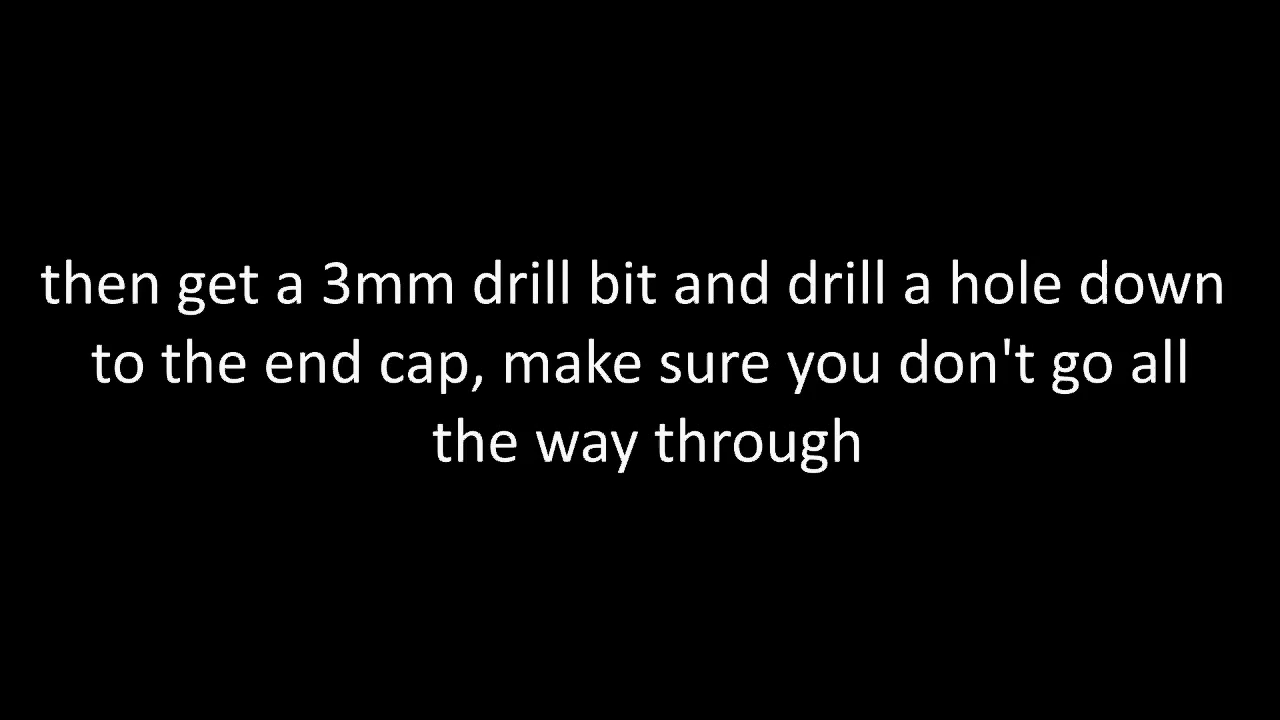 then get a 3mm drill bit and drill a hole down
to the end cap, make sure you don't go all
the way through